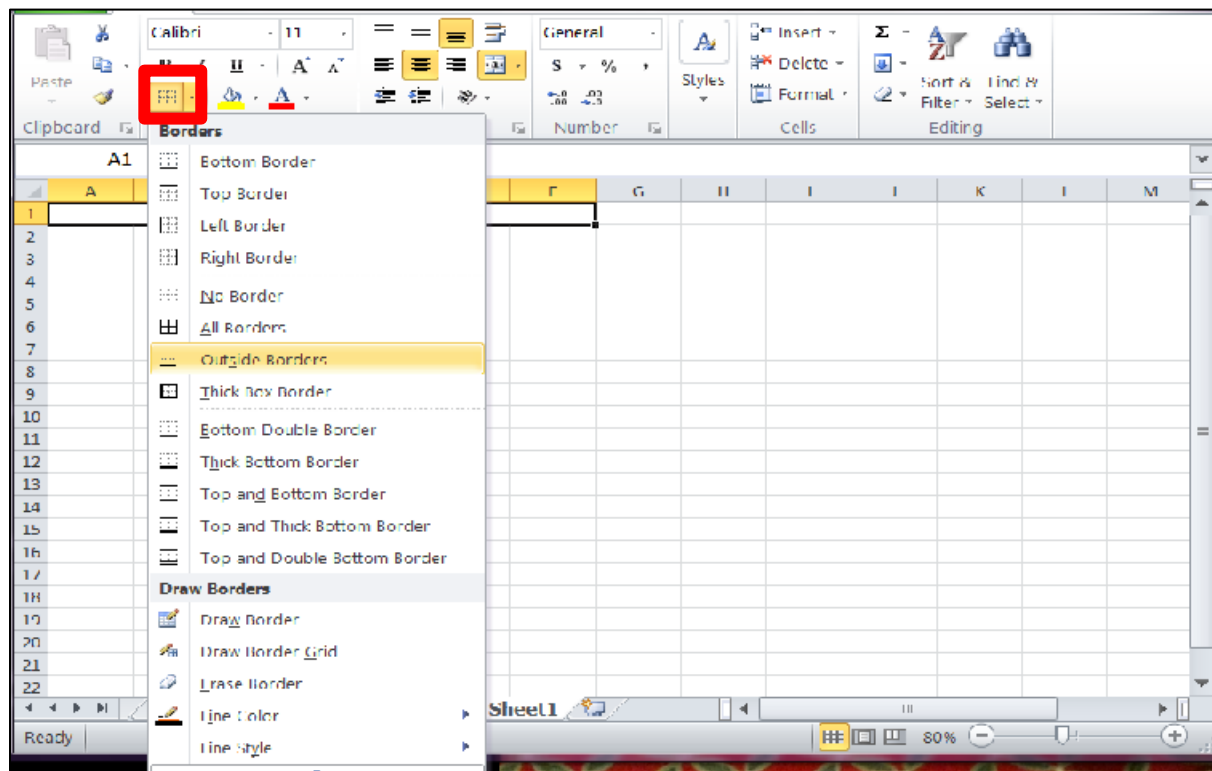 Calibri 11 General Insert
Paste U A A S % , Styles Delete Sort & Find &
A Format Filter Select
Clipboard Number Cells Editing
A1
Borders
Bottom Border
Top Border
Left Border
Right Border
No Border
All Borders
Outside Borders
Thick Box Border
Bottom Double Border
Thick Bottom Border
Top and Bottom Border
Top and Thick Bottom Border
Top and Double Bottom Border
Draw Borders
Draw Border
Draw Border Grid
Erase Border
Line Color
Line Style
A F G H I J K L M
1
2
3
4
5
6
7
8
9
10
11
12
13
14
15
16
17
18
19
20
21
22
Sheet1
Ready 80%